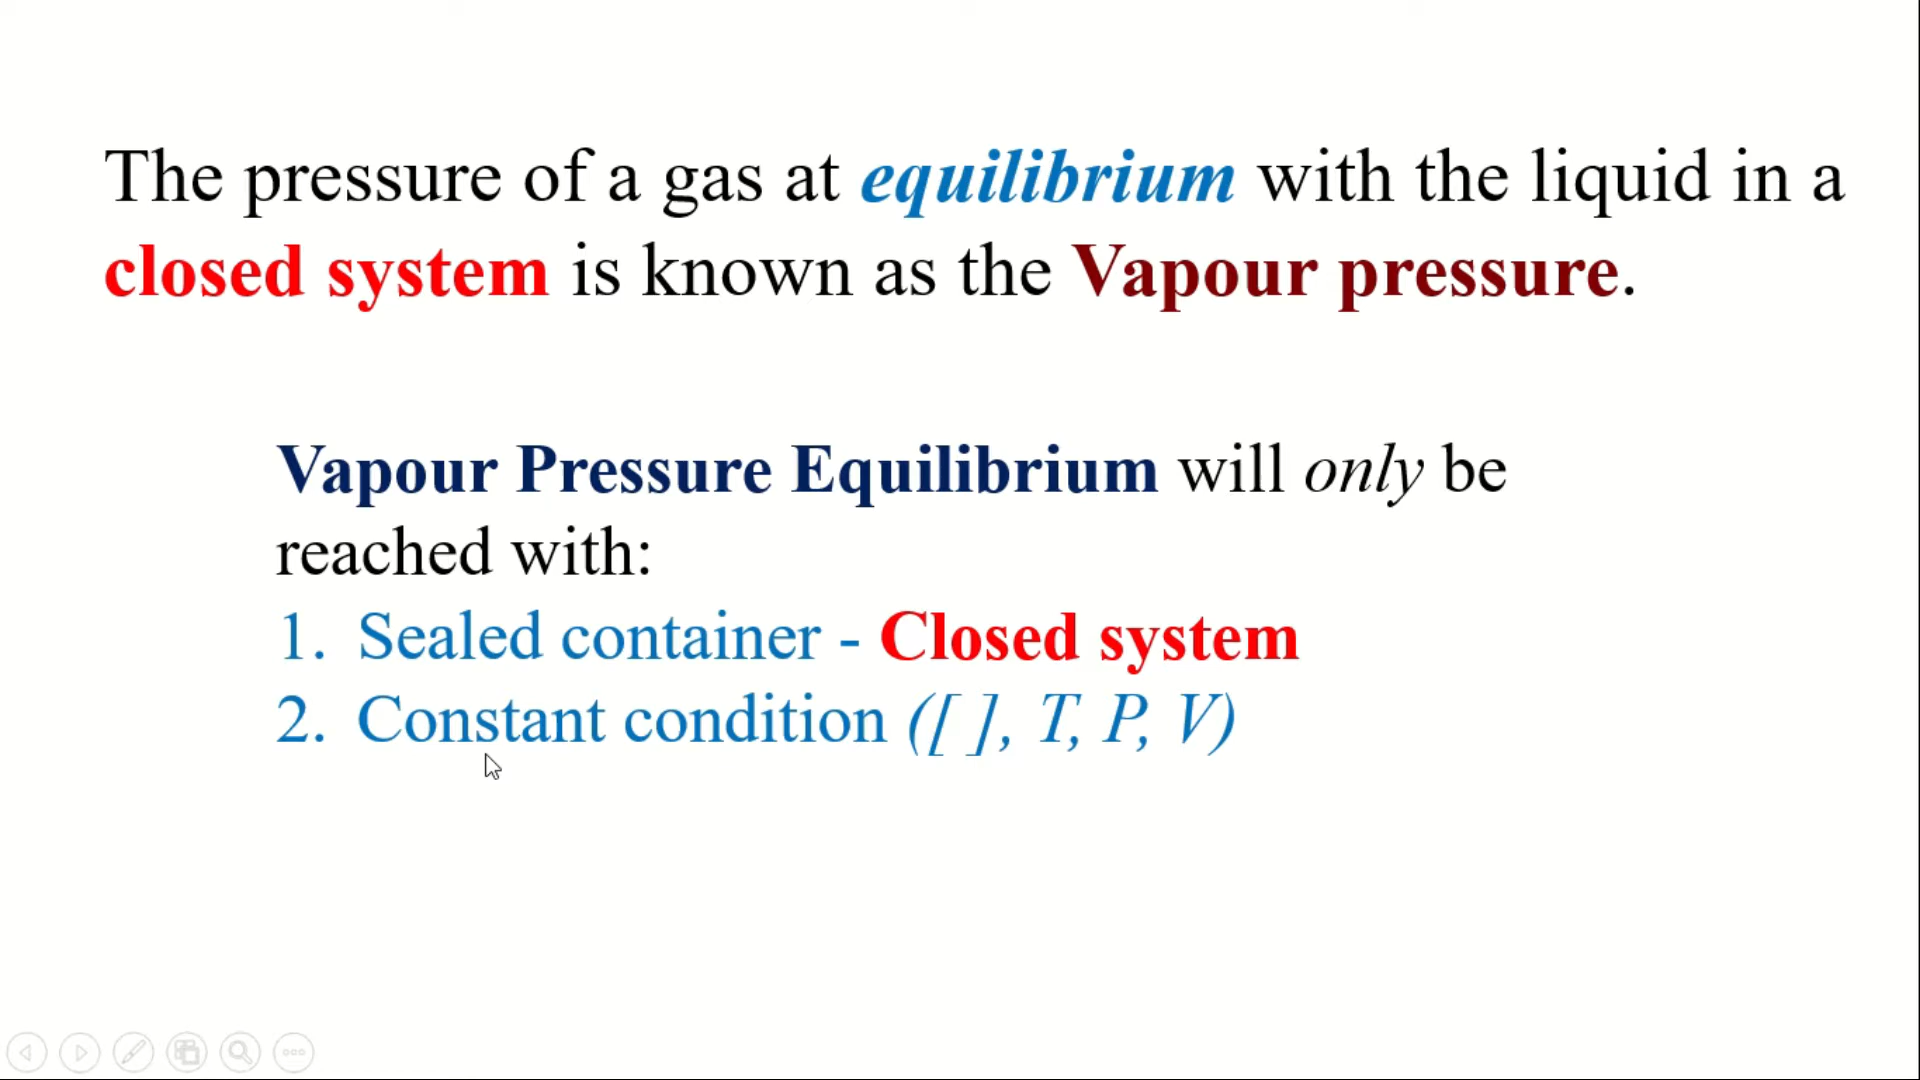 The pressure of a gas at equilibrium with the liquid in a
closed system is known as the Vapour pressure.
Vapour Pressure Equilibrium will only be
reached with:
1. Sealed container - Closed system
2. Constant condition ([ ], T, P, V)